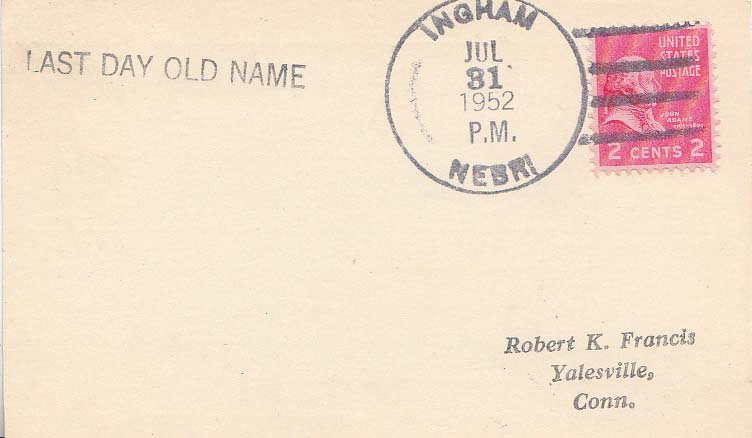 LAST DAY OLD NAME
INGHAM
JUL
31
1952
P.M.
NEBR
UNITED
STATES
POSTAGE
JOHN
ADAMS
2 CENTS 2
Robert K. Francis
Yalesville,
Conn.